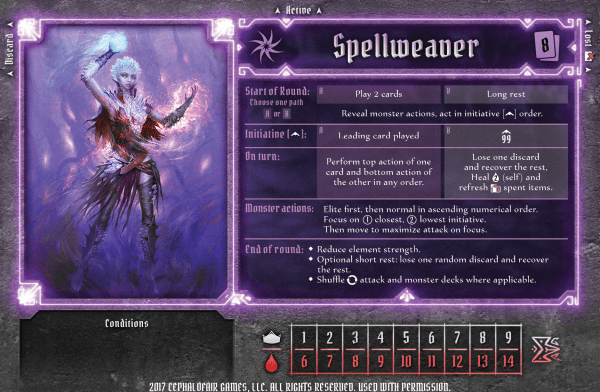 Active
Discard
Lost
Spellweaver
8
Start of Round:
Choose one path
A or B
A Play 2 cards
B Long rest
Reveal monster actions, act in initiative [ ] order.
Initiative [ ]:
A Leading card played
B 99
On turn:
Perform top action of one
card and bottom action of
the other in any order.
Lose one discard
and recover the rest.
Heal 2 (self) and
refresh spent items.
Monster actions:
Elite first, then normal in ascending numerical order.
Focus on 1 closest, 2 lowest initiative.
Then move to maximize attack on focus.
End of round:
◆ Reduce element strength.
◆ Optional short rest: lose one random discard and recover
the rest.
◆ Shuffle attack and monster decks where applicable.
Conditions
1 2 3 4 5 6 7 8 9
6 7 8 9 10 11 12 13 14
2017 CEPHALOFAIR GAMES, LLC. ALL RIGHTS RESERVED. USED WITH PERMISSION.